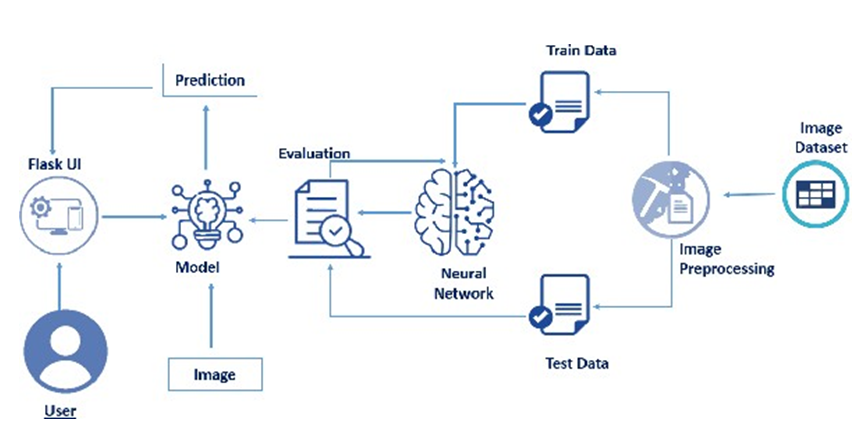 Train Data
Prediction
Image
Dataset
Evaluation
Flask UI
Image
Preprocessing
Model
Neural
Network
Image
Test Data
User